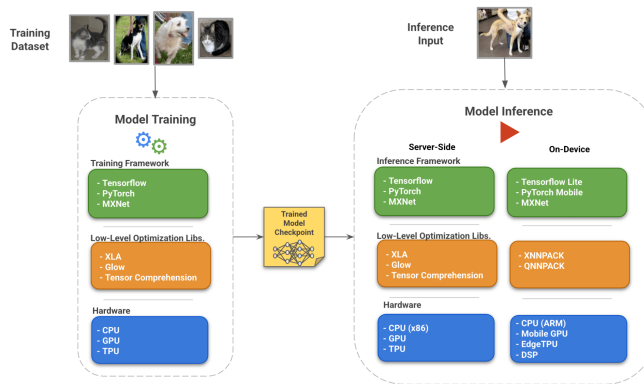 Training
Dataset
Inference
Input
Model Training
Training Framework
- Tensorflow
- PyTorch
- MXNet
Low-Level Optimization Libs.
- XLA
- Glow
- Tensor Comprehension
Hardware
- CPU
- GPU
- TPU
Trained
Model
Checkpoint
Model Inference
Server-Side
Inference Framework
- Tensorflow
- PyTorch
- MXNet
Low-Level Optimization Libs.
- XLA
- Glow
- Tensor Comprehension
Hardware
- CPU (x86)
- GPU
- TPU
On-Device
- Tensorflow Lite
- PyTorch Mobile
- MXNet
- XNNPACK
- QNNPACK
- CPU (ARM)
- Mobile GPU
- EdgeTPU
- DSP